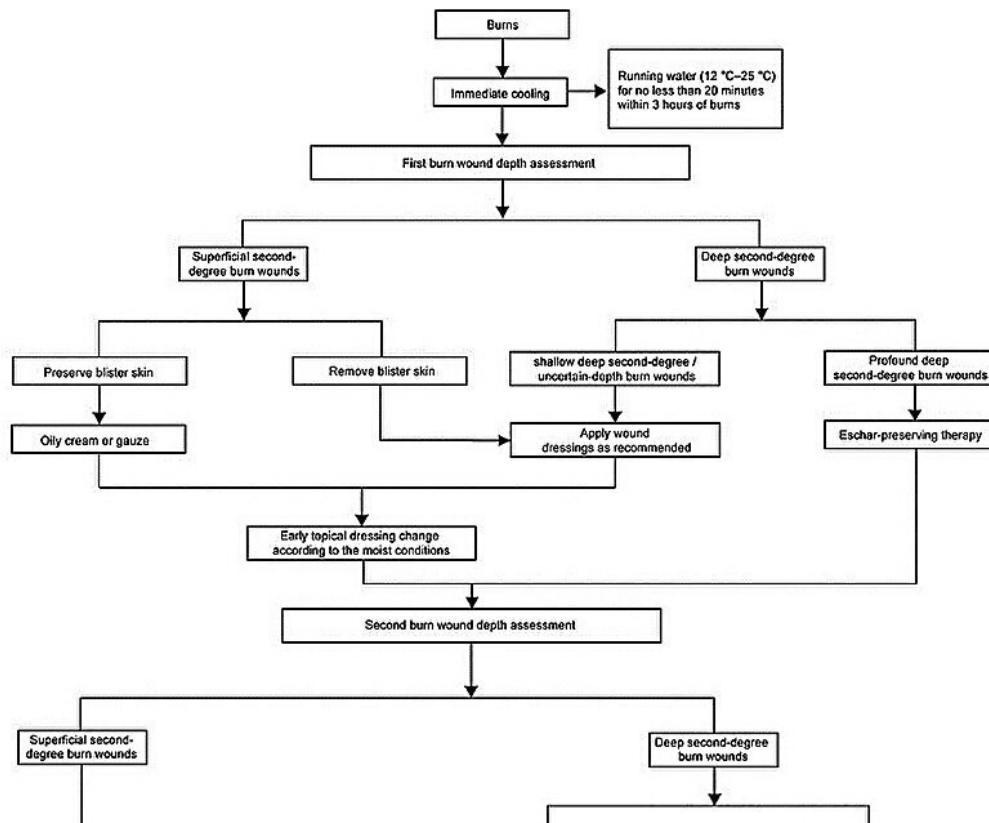 Burns
Immediate cooling
Running water (12 °C–25 °C)
for no less than 20 minutes
within 3 hours of burns
First burn wound depth assessment
Superficial second-
degree burn wounds
Deep second-degree
burn wounds
Preserve blister skin
Remove blister skin
shallow deep second-degree /
uncertain-depth burn wounds
Profound deep
second-degree burn wounds
Oily cream or gauze
Apply wound
dressings as recommended
Eschar-preserving therapy
Early topical dressing change
according to the moist conditions
Second burn wound depth assessment
Superficial second-
degree burn wounds
Deep second-degree
burn wounds